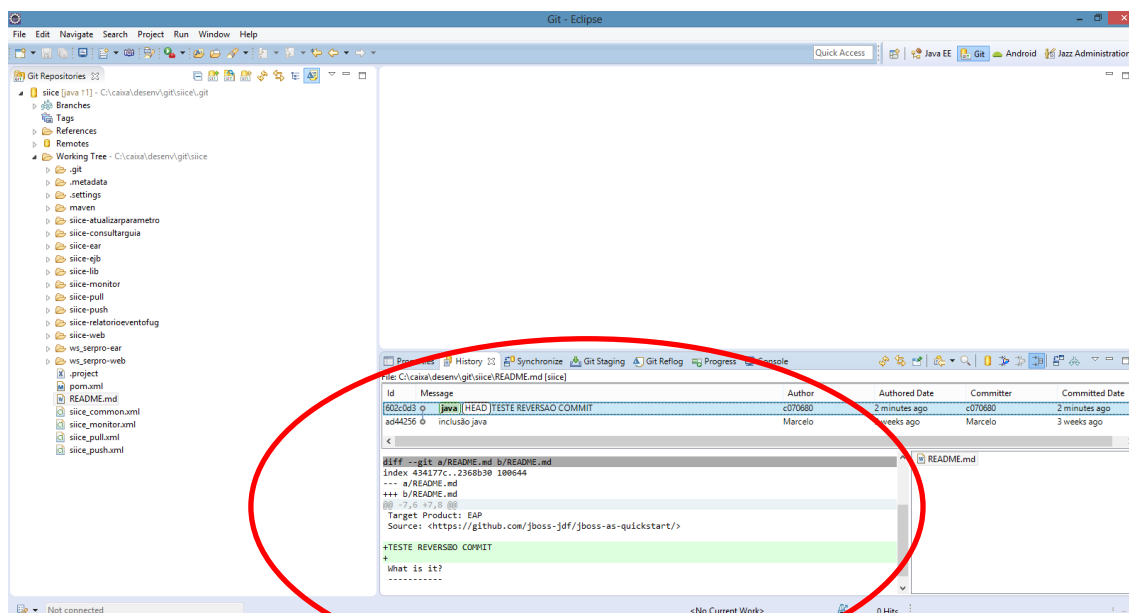 Git - Eclipse
File Edit Navigate Search Project Run Window Help
Quick Access Java EE Git Android Jazz Administration
Git Repositories
siice [java ↑1] - C:\caixa\desenv\git\siice\.git
Branches
Tags
References
Remotes
Working Tree - C:\caixa\desenv\git\siice
.git
.metadata
.settings
maven
siice-atualizarparametro
siice-consultarguia
siice-ear
siice-ejb
siice-lib
siice-monitor
siice-pull
siice-push
siice-relatorioeventofug
siice-web
ws_serpro-ear
ws_serpro-web
.project
pom.xml
README.md
siice_common.xml
siice_monitor.xml
siice_pull.xml
siice_push.xml
History Synchronize Git Staging Git Reflog Progress Console
File: C:\caixa\desenv\git\siice\README.md [siice]
Id Message Author Authored Date Committer Committed Date
602c0d3 java HEAD TESTE REVERSAO COMMIT c070680 2 minutes ago c070680 2 minutes ago
ad44256 inclusão java Marcelo weeks ago Marcelo 3 weeks ago
diff --git a/README.md b/README.md
index 434177c..2368b30 100644
--- a/README.md
+++ b/README.md
@@ -7,6 +7,8 @@
Target Product: EAP
Source: <https://github.com/jboss-jdf/jboss-as-quickstart/>
+TESTE COMMIT
+
What is it?
-----------
README.md
Not connected <No Current Work> 0 Hits